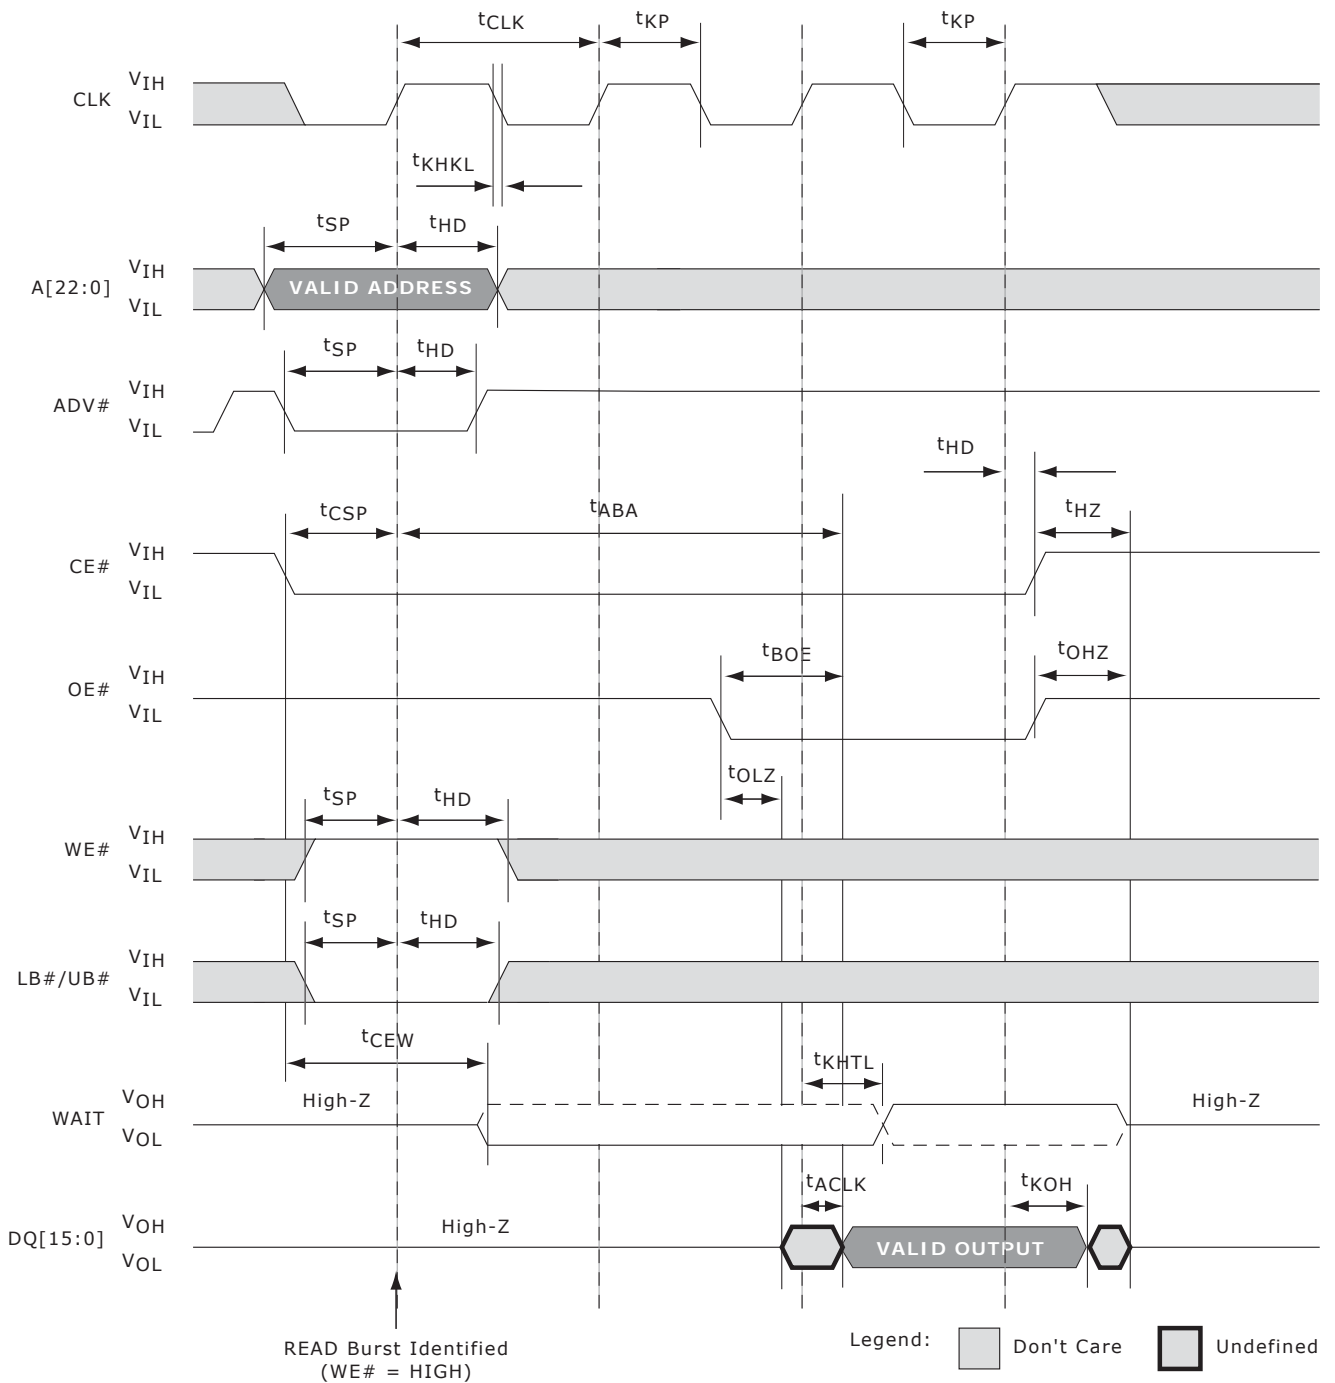 tCLK tKP tKP
CLK VIH
VIL
tKHKL
tSP tHD
A[22:0] VIH
VIL
VALID ADDRESS
tSP tHD
ADV# VIH
VIL
tHD
tCSP tABA tHZ
CE# VIH
VIL
tBOE tOHZ
OE# VIH
VIL
tOLZ
tSP tHD
WE# VIH
VIL
tSP tHD
LB#/UB# VIH
VIL
tCEW tKHTL
WAIT VOH
VOL
High-Z High-Z
tACLK tKOH
DQ[15:0] VOH
VOL
High-Z VALID OUTPUT
READ Burst Identified
(WE# = HIGH)
Legend: Don't Care Undefined